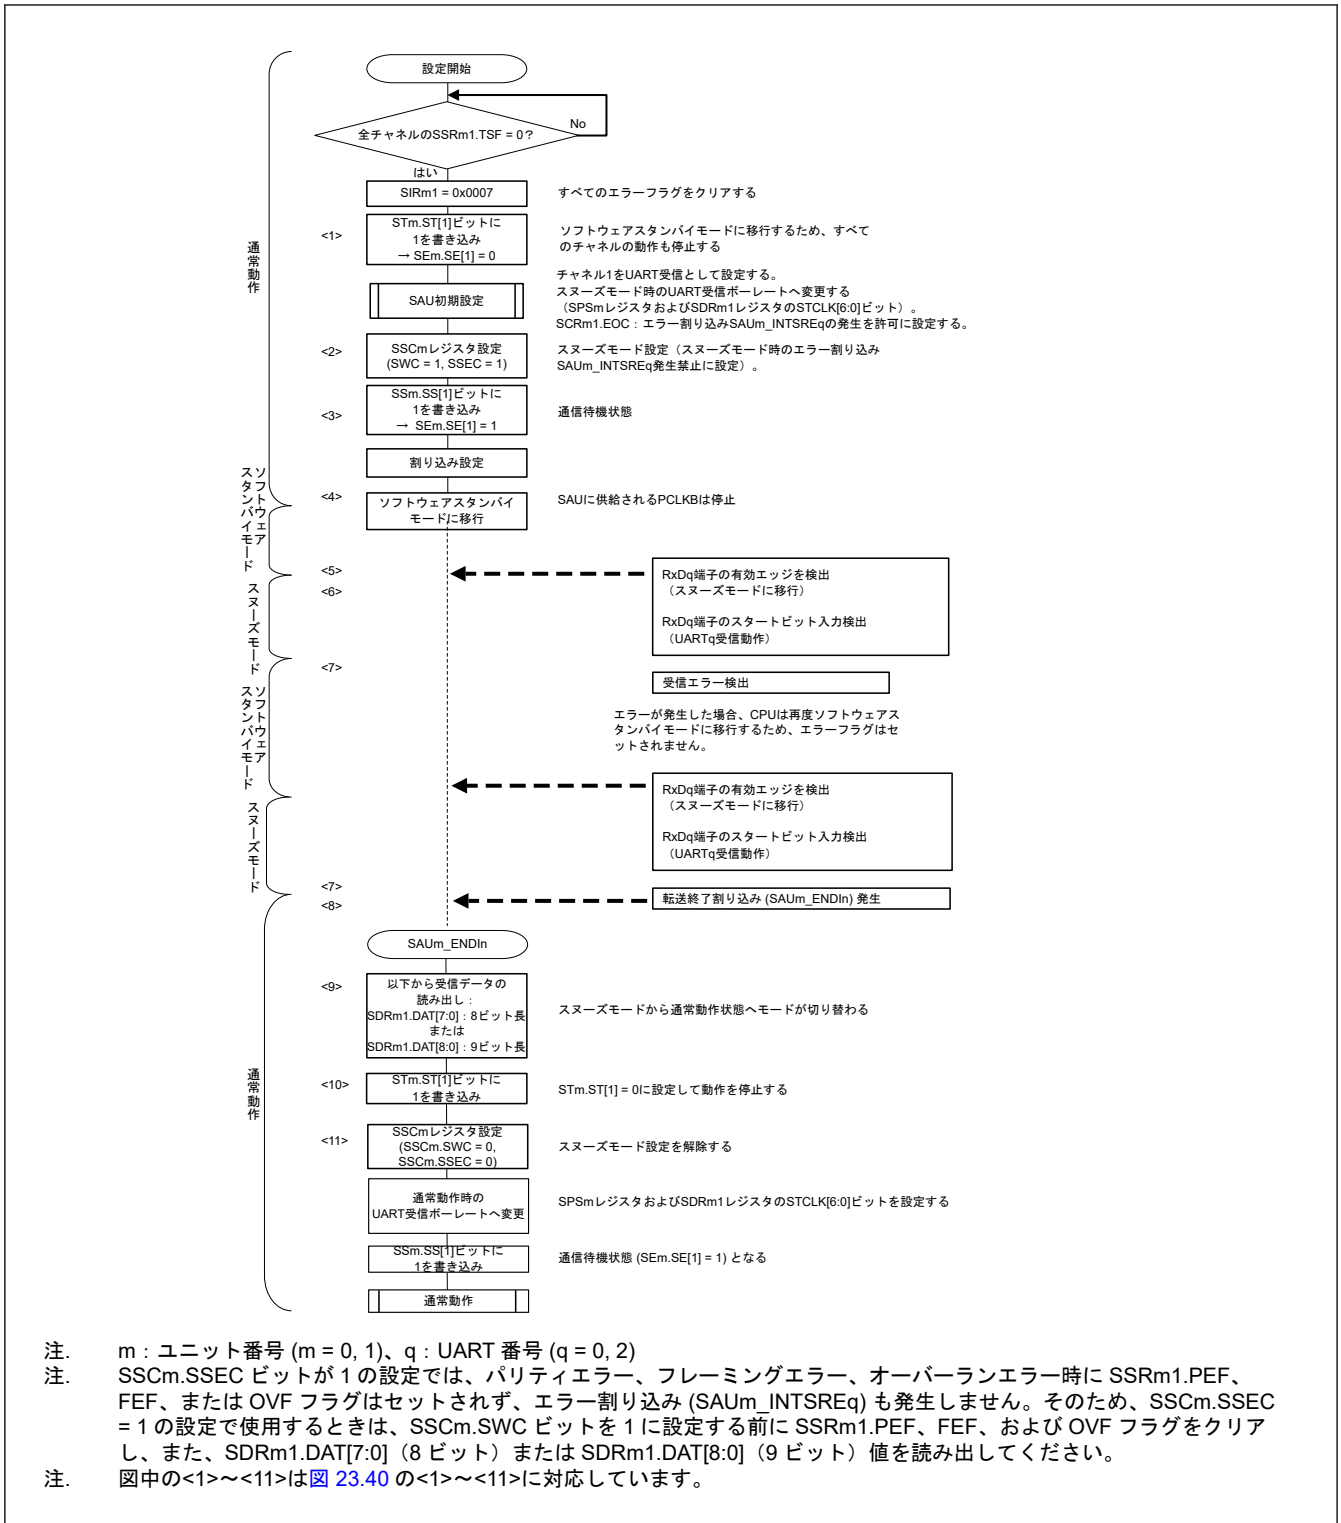 設定開始
全チャネルのSSRm1.TSF = 0？
No
はい
SIRm1 = 0x0007
すべてのエラーフラグをクリアする
通常動作
<1>
STm.ST[1]ビットに
1を書き込み
→ SEm.SE[1] = 0
ソフトウェアスタンバイモードに移行するため、すべて
のチャネルの動作も停止する
SAU初期設定
チャネル1をUART受信として設定する。
スヌーズモード時のUART受信ボーレートへ変更する
（SPSmレジスタおよびSDRm1レジスタのSTCLK[6:0]ビット）。
SCRm1.EOC：エラー割り込みSAUm_INTSREqの発生を許可に設定する。
<2>
SSCmレジスタ設定
(SWC = 1, SSEC = 1)
スヌーズモード設定（スヌーズモード時のエラー割り込み
SAUm_INTSREq発生禁止に設定）。
<3>
SSm.SS[1]ビットに
1を書き込み
→ SEm.SE[1] = 1
通信待機状態
割り込み設定
ソフトウェア
スタンバイモード
<4>
ソフトウェアスタンバイ
モードに移行
SAUに供給されるPCLKBは停止
<5>
<6>
RxDq端子の有効エッジを検出
（スヌーズモードに移行）
RxDq端子のスタートビット入力検出
（UARTq受信動作）
スヌーズモード
<7>
受信エラー検出
ソフトウェア
スタンバイモード
エラーが発生した場合、CPUは再度ソフトウェアス
タンバイモードに移行するため、エラーフラグはセ
ットされません。
RxDq端子の有効エッジを検出
（スヌーズモードに移行）
RxDq端子のスタートビット入力検出
（UARTq受信動作）
スヌーズモード
<7>
<8>
転送終了割り込み (SAUm_ENDIn) 発生
SAUm_ENDIn
<9>
以下から受信データの
読み出し：
SDRm1.DAT[7:0]：8ビット長
または
SDRm1.DAT[8:0]：9ビット長
スヌーズモードから通常動作状態へモードが切り替わる
通常動作
<10>
STm.ST[1]ビットに
1を書き込み
STm.ST[1] = 0に設定して動作を停止する
<11>
SSCmレジスタ設定
(SSCm.SWC = 0,
SSCm.SSEC = 0)
スヌーズモード設定を解除する
通常動作時の
UART受信ボーレートへ変更
SPSmレジスタおよびSDRm1レジスタのSTCLK[6:0]ビットを設定する
SSm.SS[1]ビットに
1を書き込み
通信待機状態 (SEm.SE[1] = 1) となる
通常動作
注. m：ユニット番号 (m = 0, 1)、q：UART 番号 (q = 0, 2)
注. SSCm.SSEC ビットが 1 の設定では、パリティエラー、フレーミングエラー、オーバーランエラー時に SSRm1.PEF、
FEF、または OVF フラグはセットされず、エラー割り込み (SAUm_INTSREq) も発生しません。そのため、SSCm.SSEC
= 1 の設定で使用するときは、SSCm.SWC ビットを 1 に設定する前に SSRm1.PEF、FEF、および OVF フラグをクリア
し、また、SDRm1.DAT[7:0]（8 ビット）または SDRm1.DAT[8:0]（9 ビット）値を読み出してください。
注. 図中の<1>～<11>は図 23.40 の<1>～<11>に対応しています。